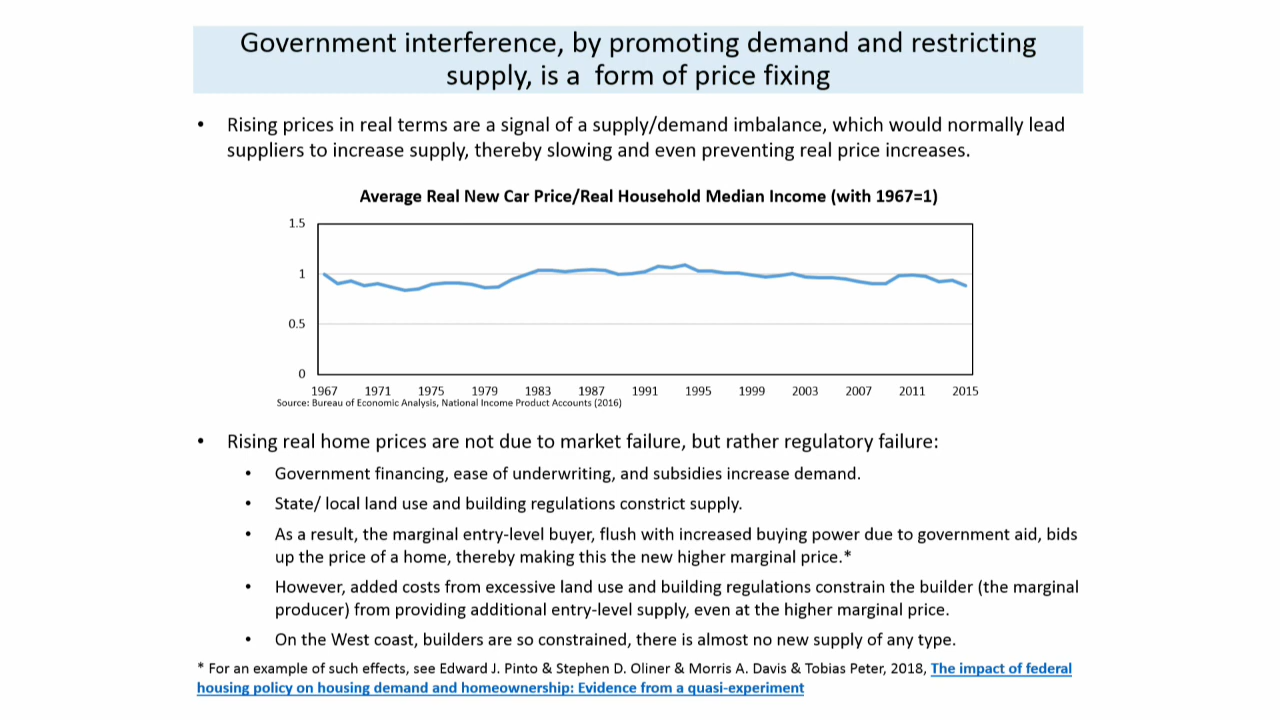 Government interference, by promoting demand and restricting
supply, is a  form of price fixing
• Rising prices in real terms are a signal of a supply/demand imbalance, which would normally lead
suppliers to increase supply, thereby slowing and even preventing real price increases.
Average Real New Car Price/Real Household Median Income (with 1967=1)
1.5
1
0.5
0
1967 1971 1975 1979 1983 1987 1991 1995 1999 2003 2007 2011 2015
Source: Bureau of Economic Analysis, National Income Product Accounts (2016)
• Rising real home prices are not due to market failure, but rather regulatory failure:
• Government financing, ease of underwriting, and subsidies increase demand.
• State/ local land use and building regulations constrict supply.
• As a result, the marginal entry-level buyer, flush with increased buying power due to government aid, bids
up the price of a home, thereby making this the new higher marginal price.*
• However, added costs from excessive land use and building regulations constrain the builder (the marginal
producer) from providing additional entry-level supply, even at the higher marginal price.
• On the West coast, builders are so constrained, there is almost no new supply of any type.
* For an example of such effects, see Edward J. Pinto & Stephen D. Oliner & Morris A. Davis & Tobias Peter, 2018, The impact of federal
housing policy on housing demand and homeownership: Evidence from a quasi-experiment